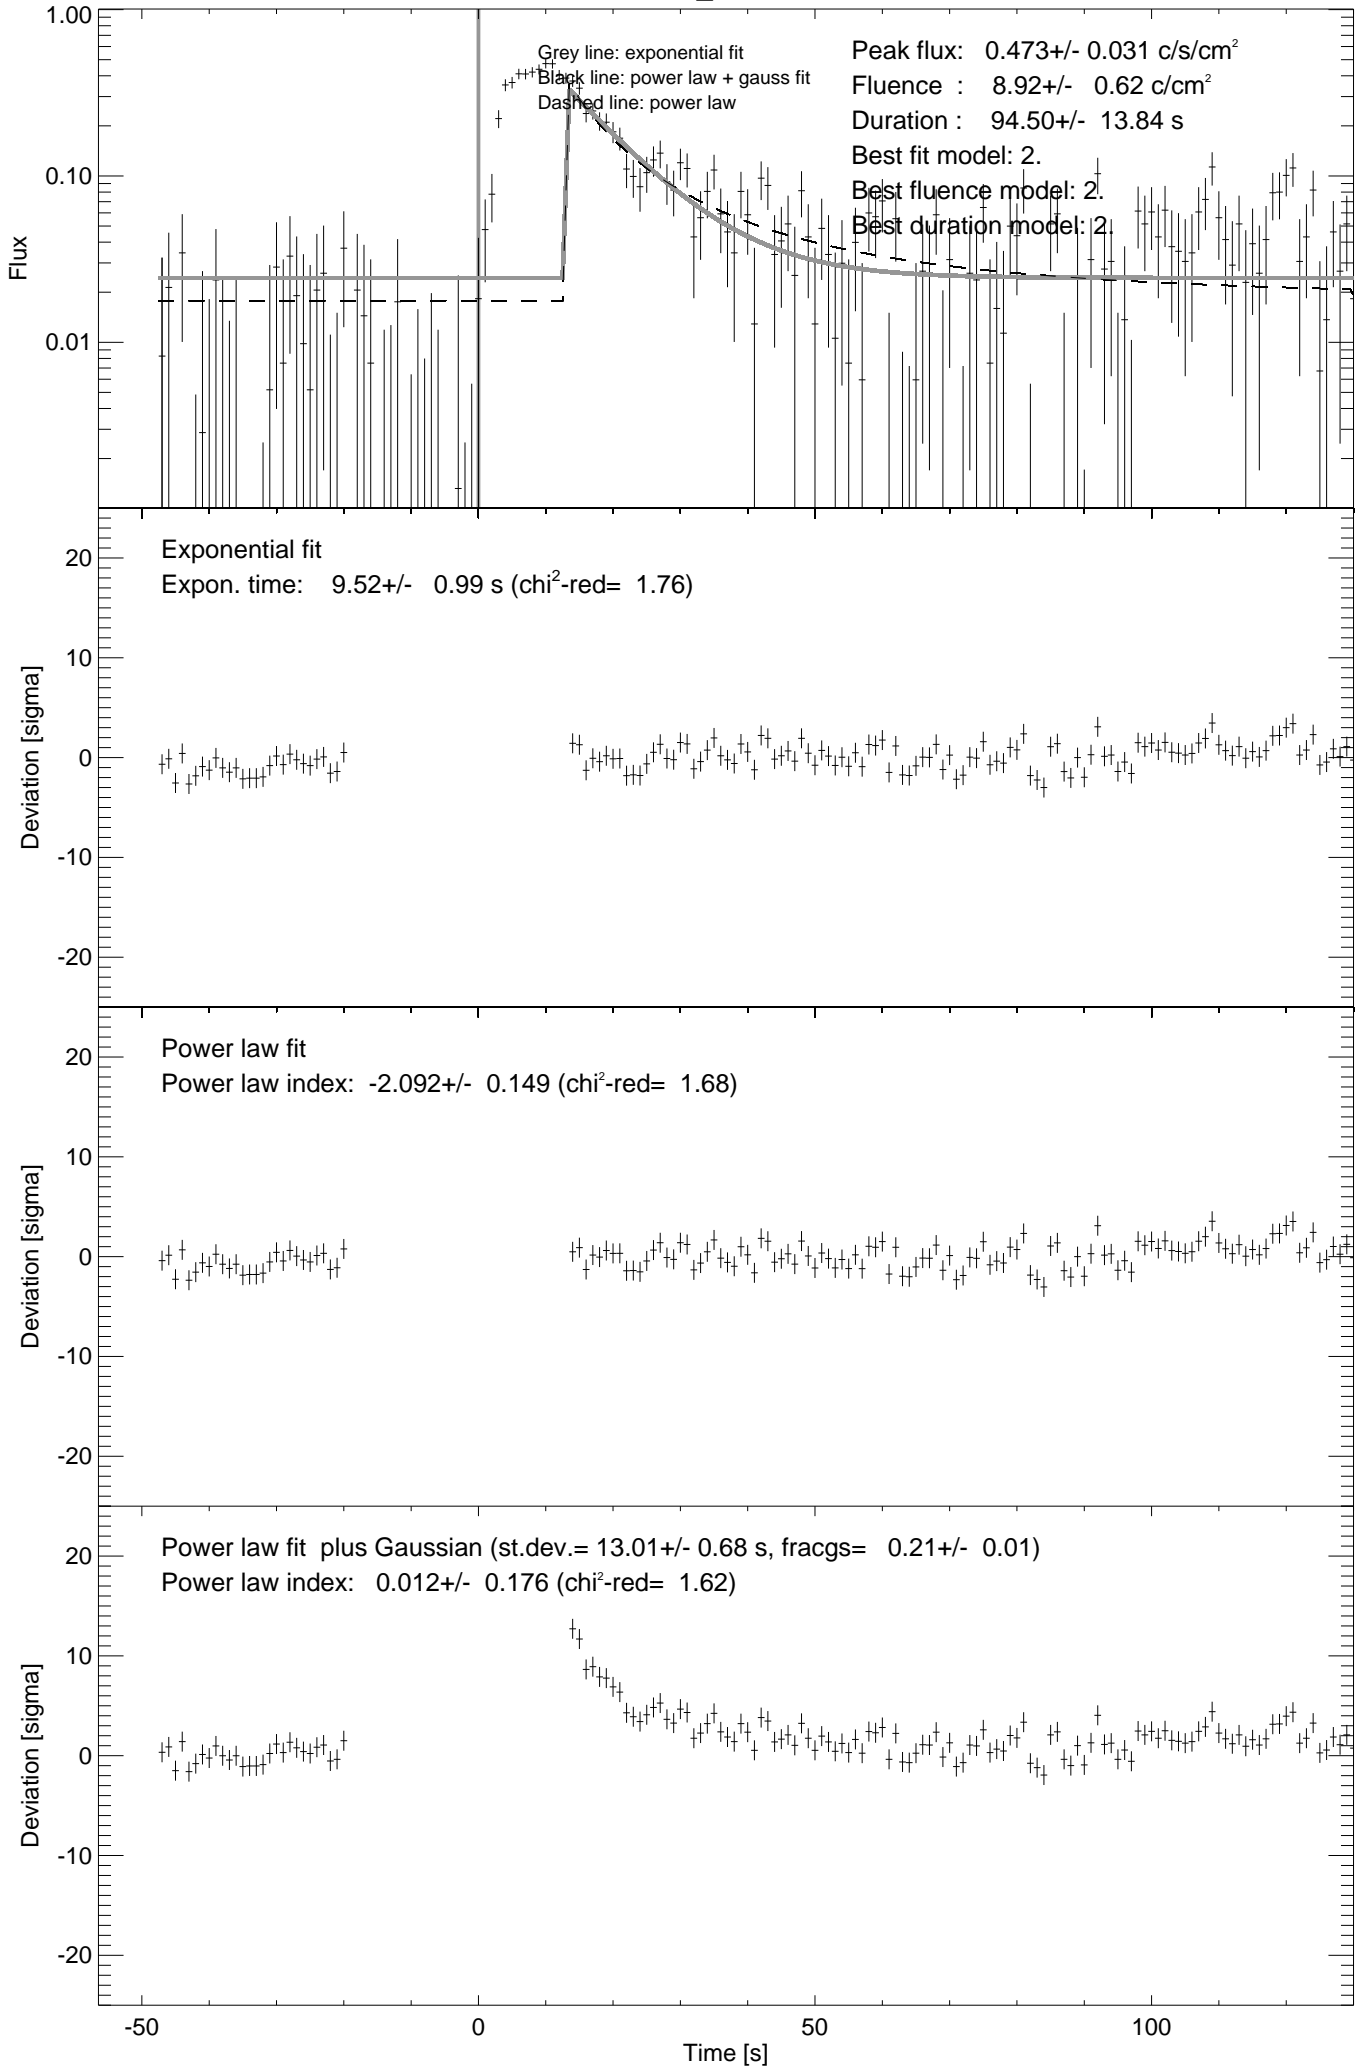 1.00
0.10
0.01
Flux
Grey line: exponential fit
Black line: power law + gauss fit
Dashed line: power law
Peak flux: 0.473+/- 0.031 c/s/cm²
Fluence : 8.92+/- 0.62 c/cm²
Duration : 94.50+/- 13.84 s
Best fit model: 2.
Best fluence model: 2.
Best duration model: 2.
20
10
0
-10
-20
Deviation [sigma]
Exponential fit
Expon. time: 9.52+/- 0.99 s (chi²-red= 1.76)
20
10
0
-10
-20
Deviation [sigma]
Power law fit
Power law index: -2.092+/- 0.149 (chi²-red= 1.68)
20
10
0
-10
-20
Deviation [sigma]
Power law fit plus Gaussian (st.dev.= 13.01+/- 0.68 s, fracgs= 0.21+/- 0.01)
Power law index: 0.012+/- 0.176 (chi²-red= 1.62)
-50 0 50 100
Time [s]